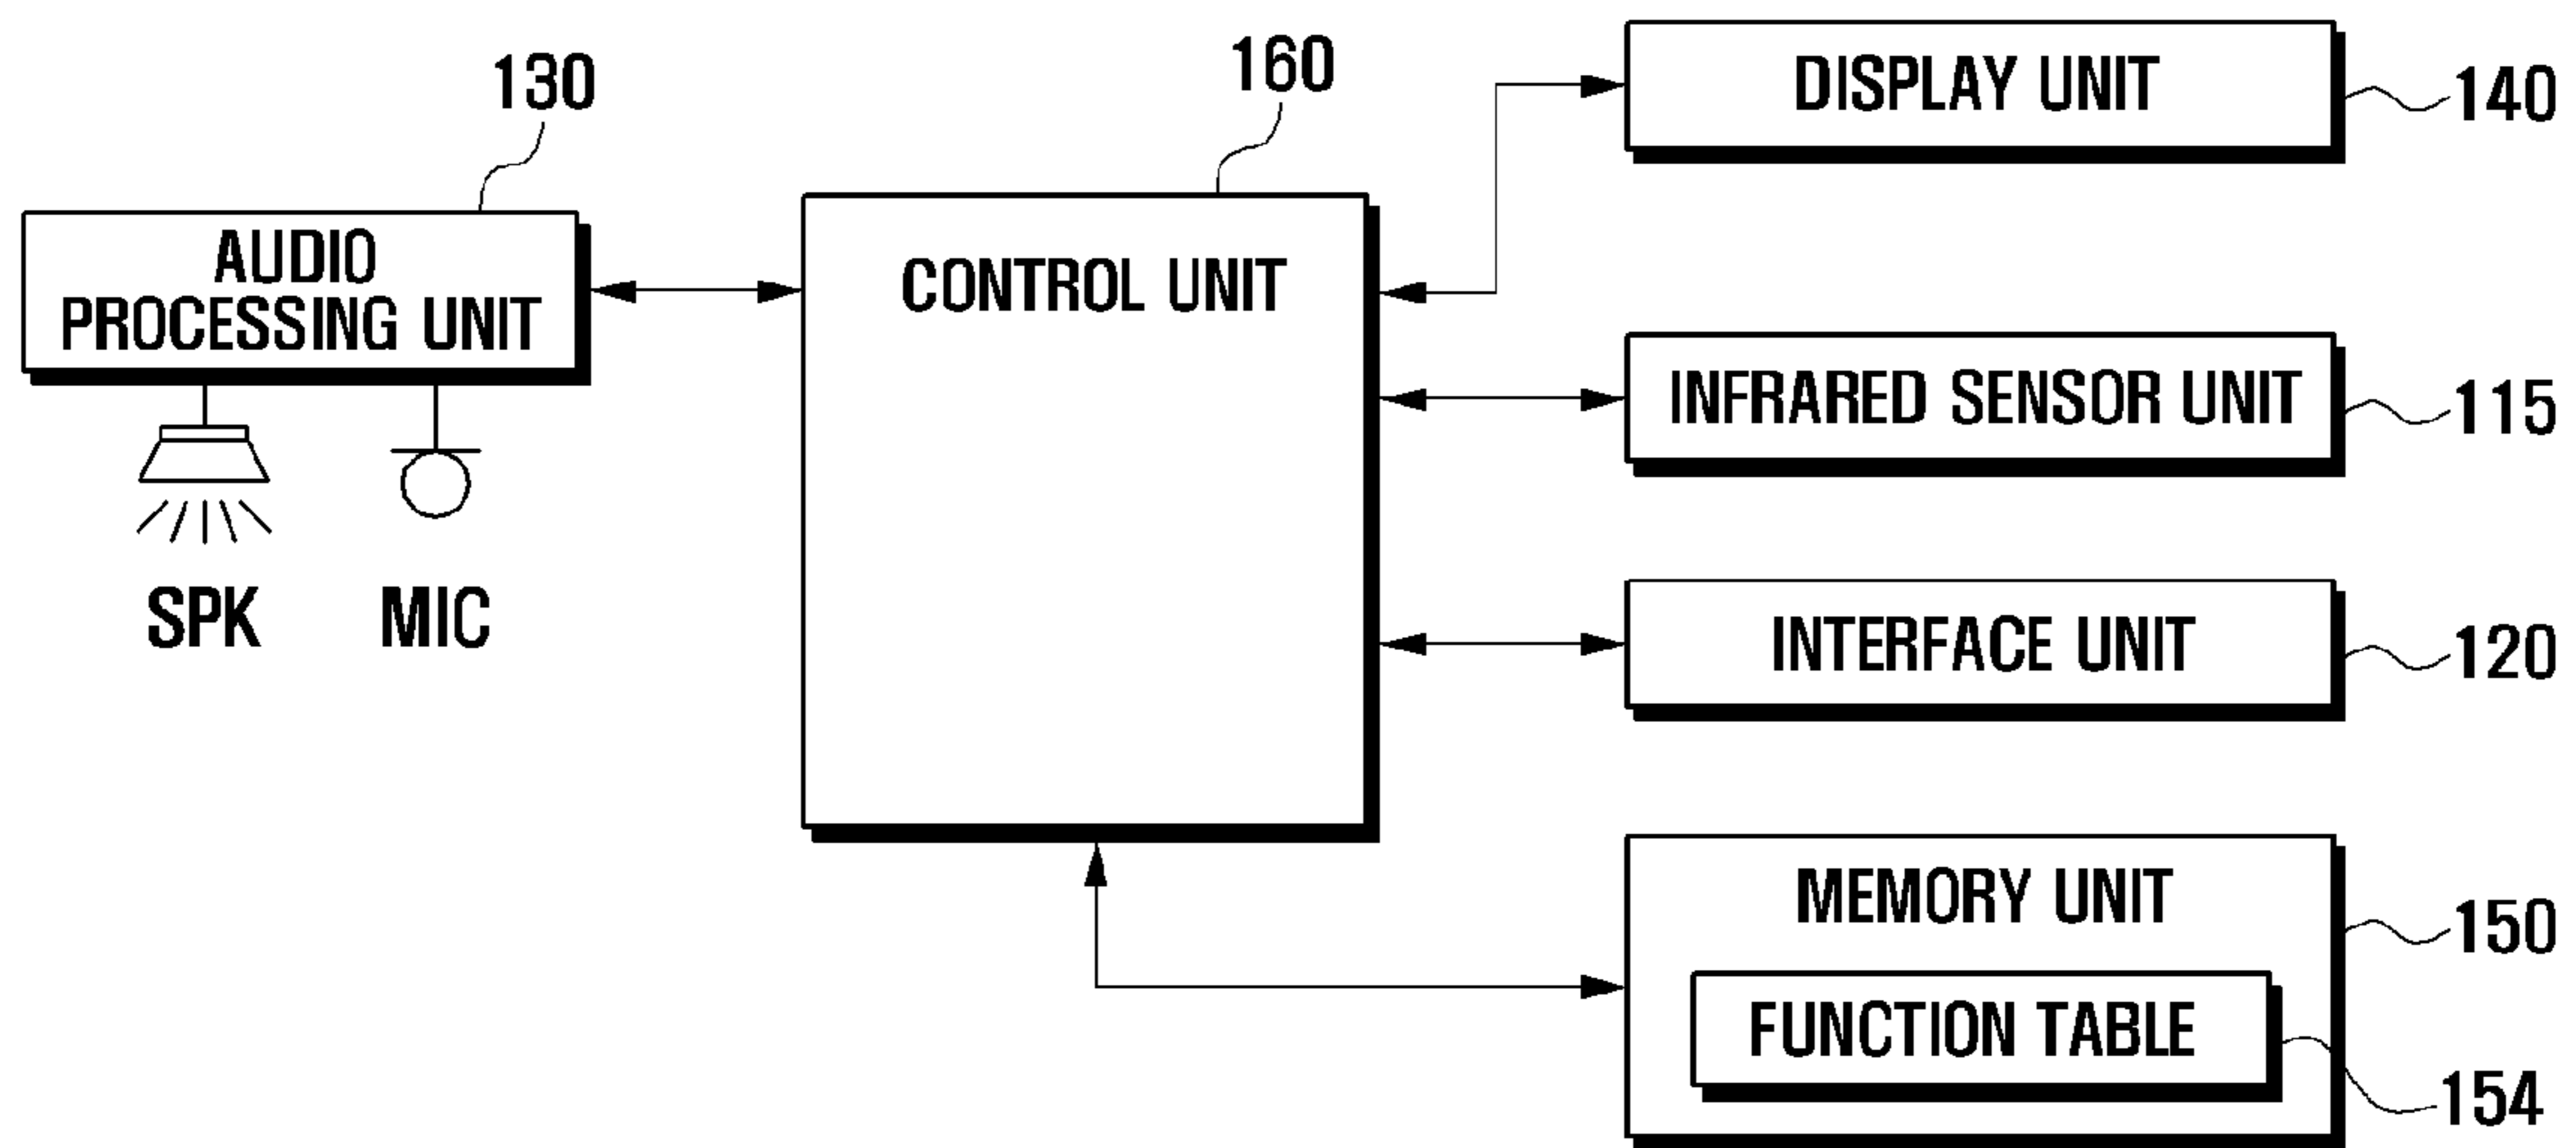 130
AUDIO
PROCESSING UNIT
SPK
MIC
160
CONTROL UNIT
DISPLAY UNIT
140
INFRARED SENSOR UNIT
115
INTERFACE UNIT
120
MEMORY UNIT
150
FUNCTION TABLE
154